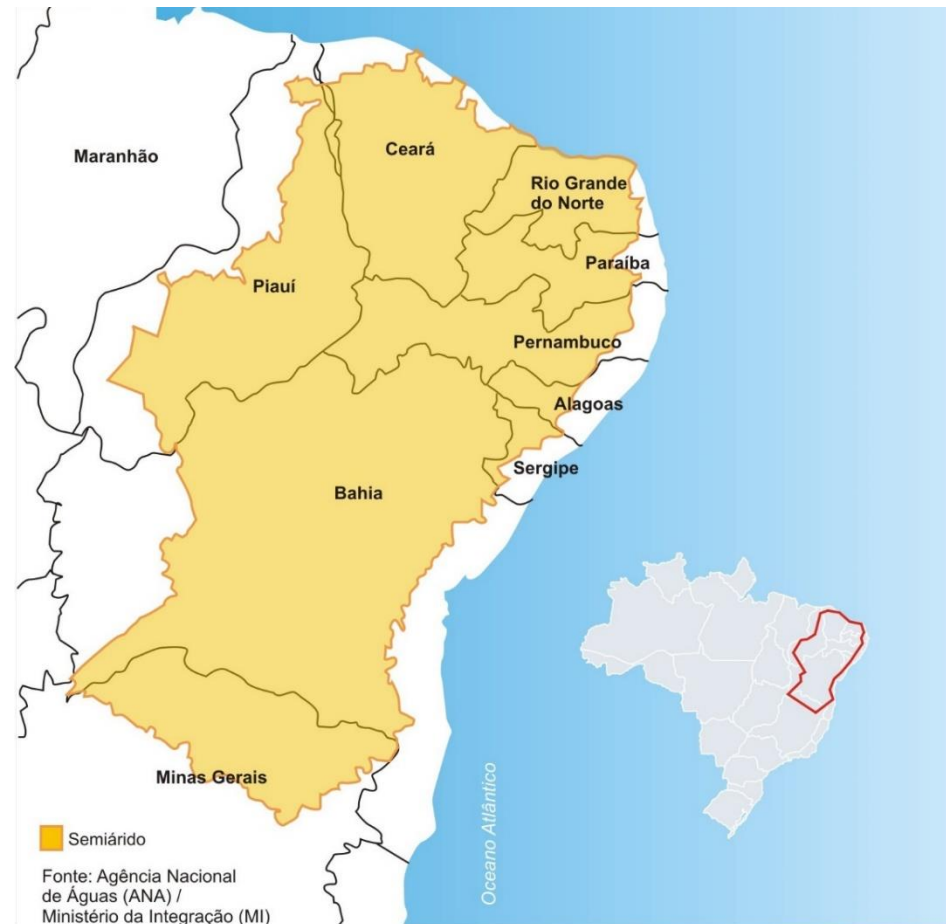 Maranhão
Ceará
Rio Grande
do Norte
Paraíba
Piauí
Pernambuco
Alagoas
Sergipe
Bahia
Minas Gerais
Oceano Atlântico
Semiárido
Fonte: Agência Nacional
de Águas (ANA) /
Ministério da Integração (MI)